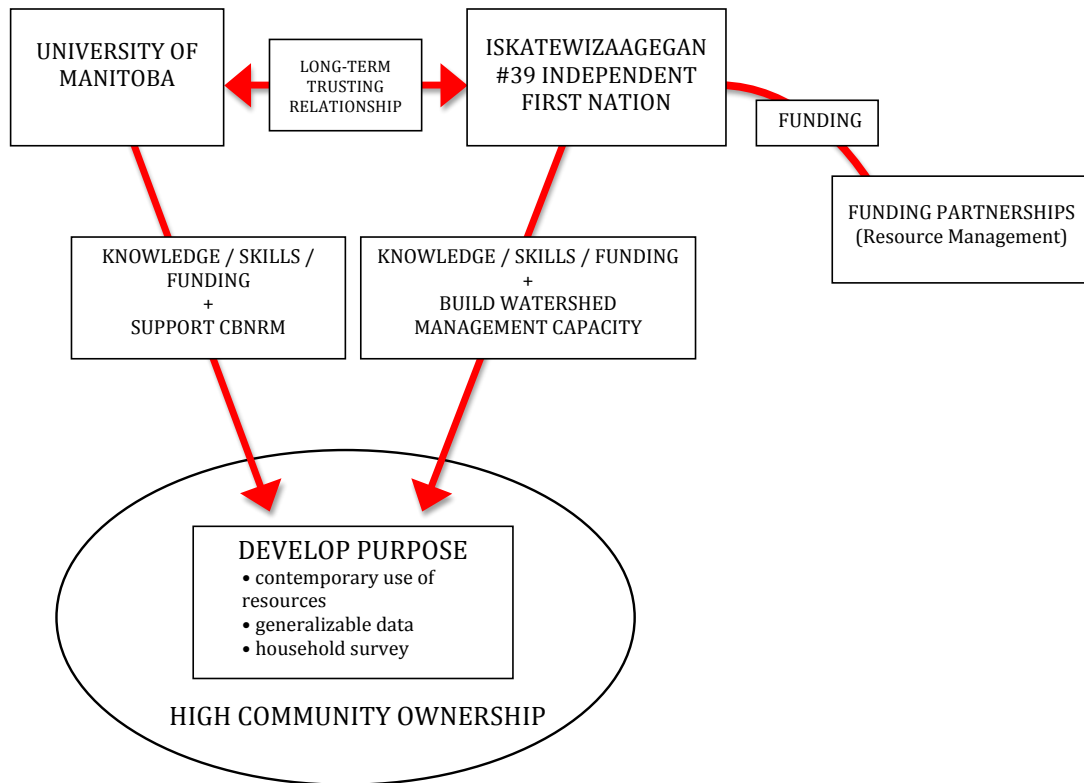 UNIVERSITY OF
MANITOBA
LONG-TERM
TRUSTING
RELATIONSHIP
ISKATEWIZAAGEGAN
#39 INDEPENDENT
FIRST NATION
FUNDING
FUNDING PARTNERSHIPS
(Resource Management)
KNOWLEDGE / SKILLS /
FUNDING
+
SUPPORT CBNRM
KNOWLEDGE / SKILLS / FUNDING
+
BUILD WATERSHED
MANAGEMENT CAPACITY
DEVELOP PURPOSE
• contemporary use of
resources
• generalizable data
• household survey
HIGH COMMUNITY OWNERSHIP